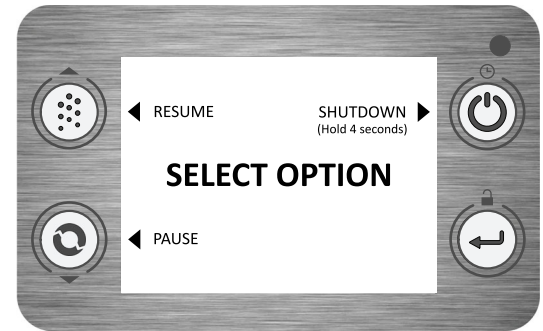 RESUME
SHUTDOWN
(Hold 4 seconds)
SELECT OPTION
PAUSE